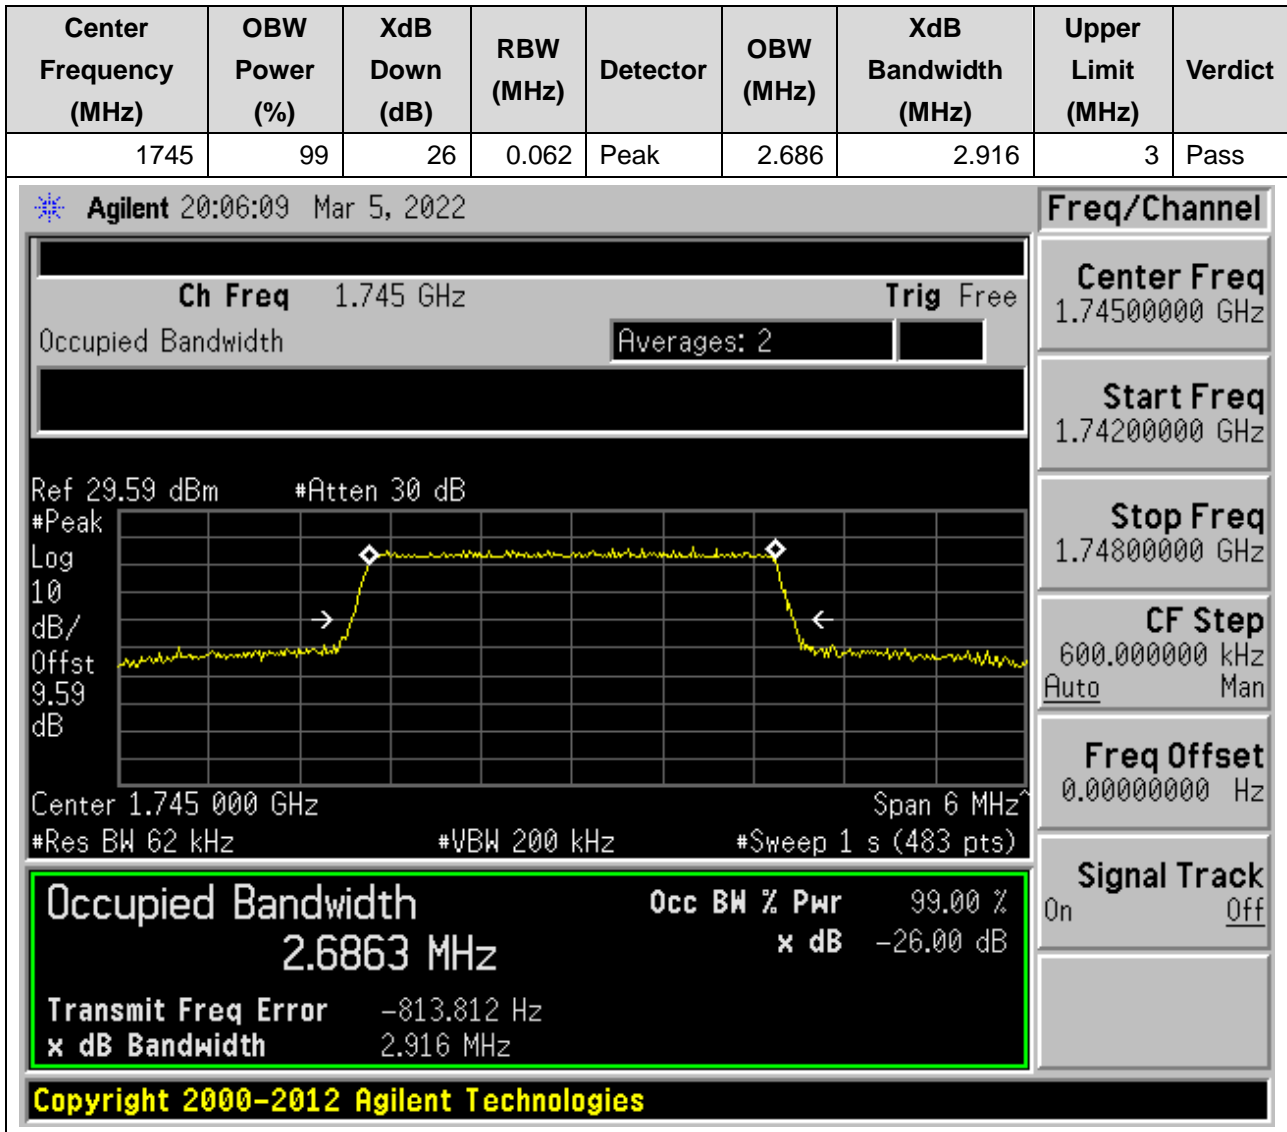 Center Frequency (MHz) OBW Power (%) XdB Down (dB) RBW (MHz) Detector OBW (MHz) XdB Bandwidth (MHz) Upper Limit (MHz) Verdict
1745 99 26 0.062 Peak 2.686 2.916 3 Pass
Agilent 20:06:09 Mar 5, 2022
Freq/Channel
Ch Freq 1.745 GHz Trig Free
Occupied Bandwidth Averages: 2
Center Freq
1.74500000 GHz
Start Freq
1.74200000 GHz
Stop Freq
1.74800000 GHz
CF Step
600.000000 kHz
Auto Man
Freq Offset
0.00000000 Hz
Signal Track
On Off
Ref 29.59 dBm #Atten 30 dB
#Peak
Log
10
dB/
Offst
9.59
dB
Center 1.745 000 GHz Span 6 MHz^
#Res BW 62 kHz #VBW 200 kHz #Sweep 1 s (483 pts)
Occupied Bandwidth Occ BW % Pwr 99.00 %
2.6863 MHz x dB -26.00 dB
Transmit Freq Error -813.812 Hz
x dB Bandwidth 2.916 MHz
Copyright 2000-2012 Agilent Technologies